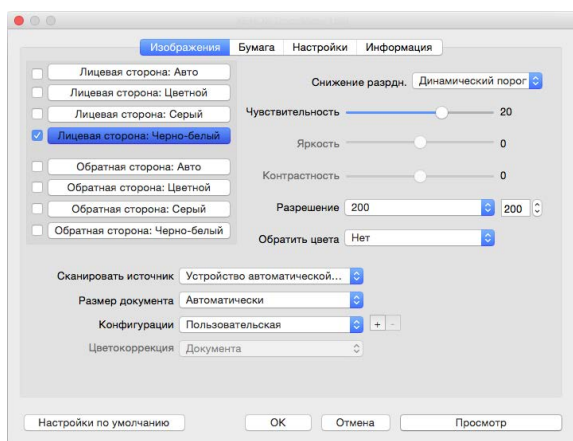 Изображения Бумага Настройки Информация
Лицевая сторона: Авто
Лицевая сторона: Цветной
Лицевая сторона: Серый
Лицевая сторона: Черно-белый
Обратная сторона: Авто
Обратная сторона: Цветной
Обратная сторона: Серый
Обратная сторона: Черно-белый
Снижение разрдн. Динамический порог
Чувствительность 20
Яркость 0
Контрастность 0
Разрешение 200 200
Обратить цвета Нет
Сканировать источник Устройство автоматической...
Размер документа Автоматически
Конфигурации Пользовательская + -
Цветокоррекция Документа
Настройки по умолчанию OK Отмена Просмотр